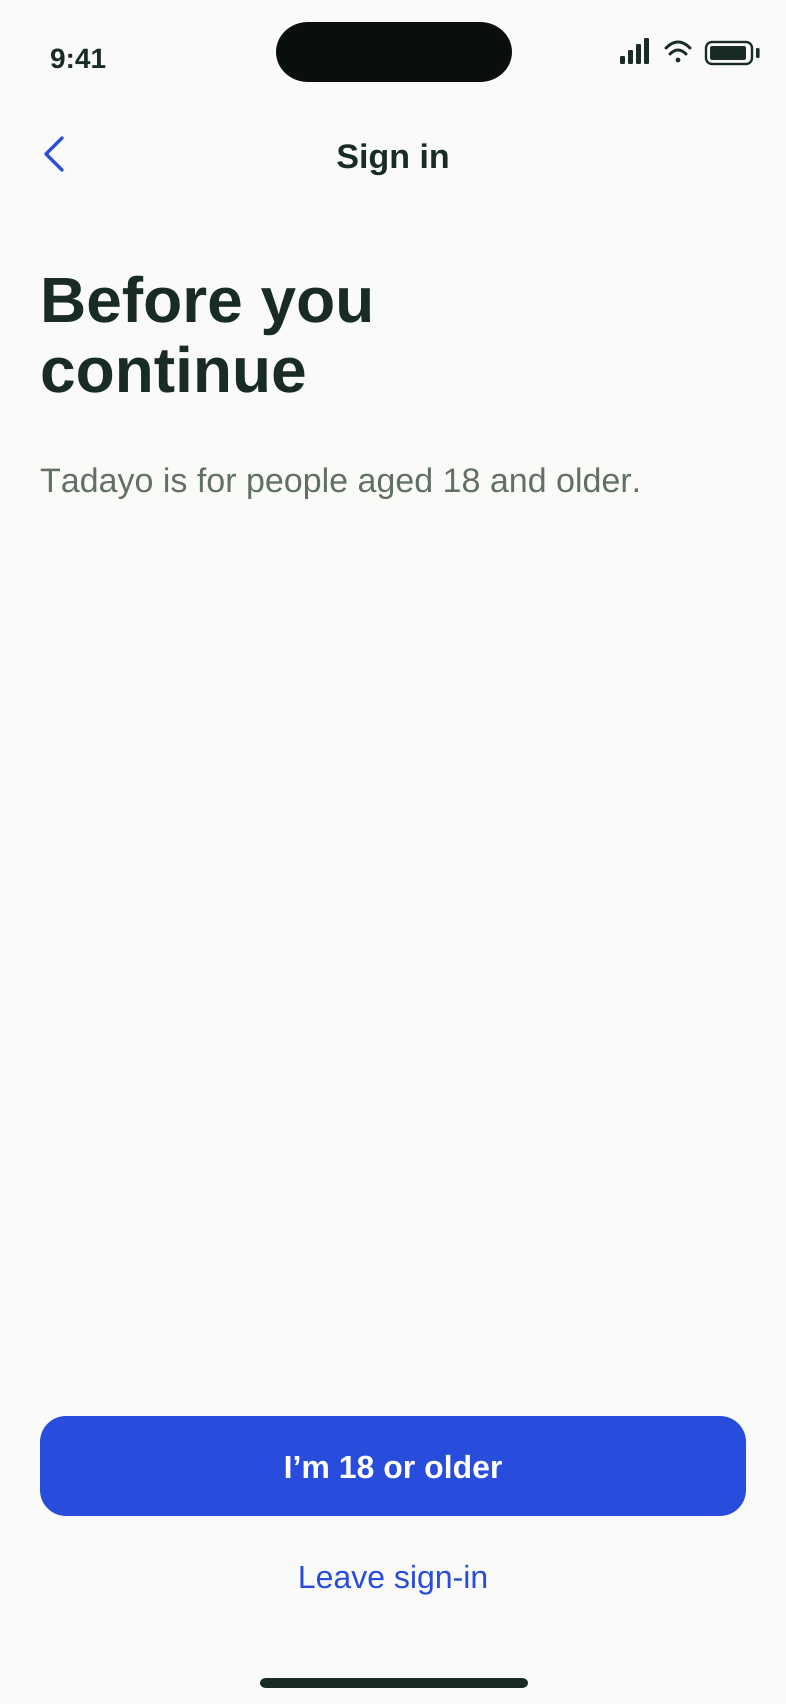 9:41
Sign in
Before you
continue
Tadayo is for people aged 18 and older.
I’m 18 or older
Leave sign-in